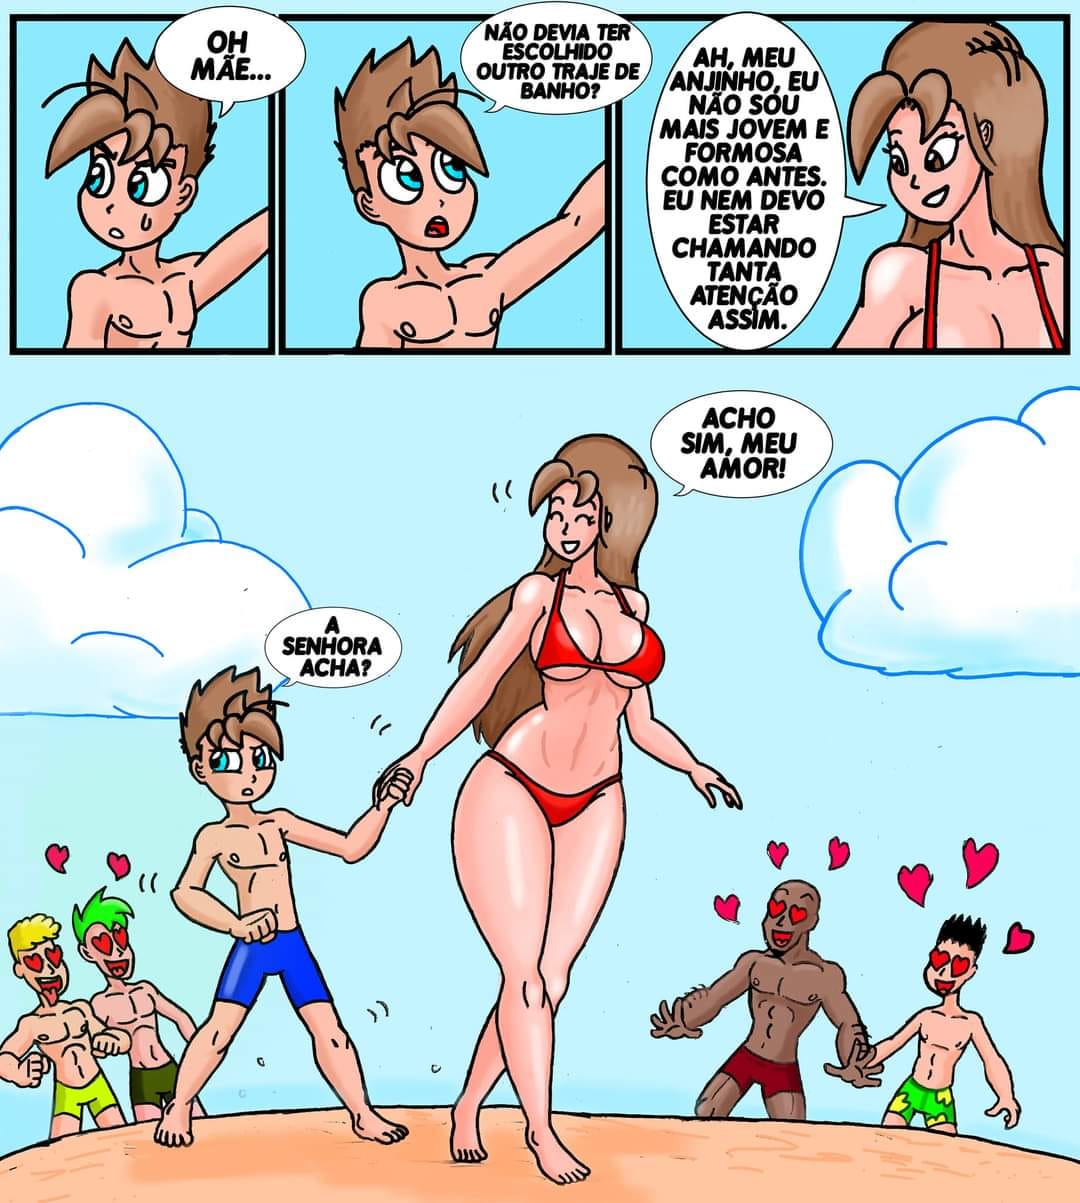 OH
MÃE...
NÃO DEVIA TER
ESCOLHIDO
OUTRO TRAJE DE
BANHO?
AH, MEU
ANJINHO, EU
NÃO SOU
MAIS JOVEM E
FORMOSA
COMO ANTES.
EU NEM DEVO
ESTAR
CHAMANDO
TANTA
ATENÇÃO
ASSIM.
A
SENHORA
ACHA?
ACHO
SIM, MEU
AMOR!